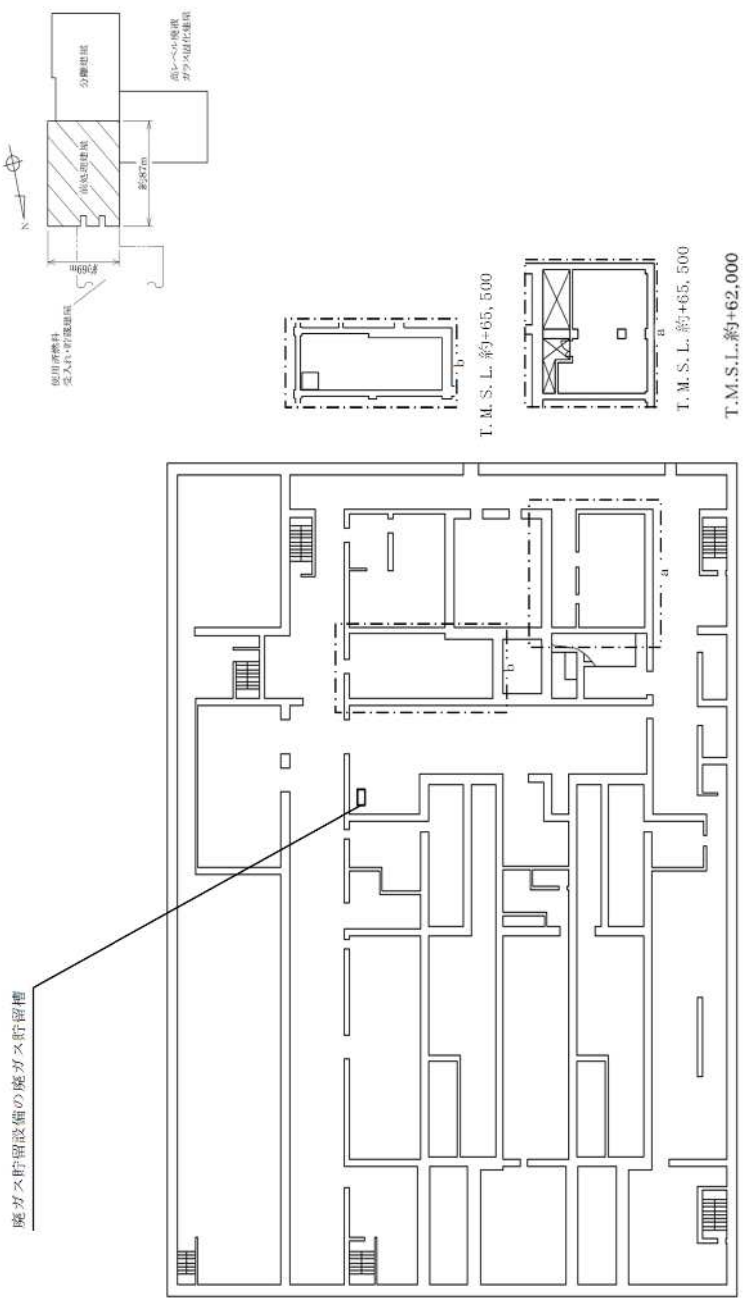 廃ガス貯留設備の廃ガス貯留槽
N
使用済燃料
受入れ・貯蔵建屋
約69m
前処理建屋
約87m
分離建屋
高レベル廃液
ガラス固化建屋
b
a
b
T.M.S.L.約+65,500
a
T.M.S.L.約+65,500
T.M.S.L.約+62,000